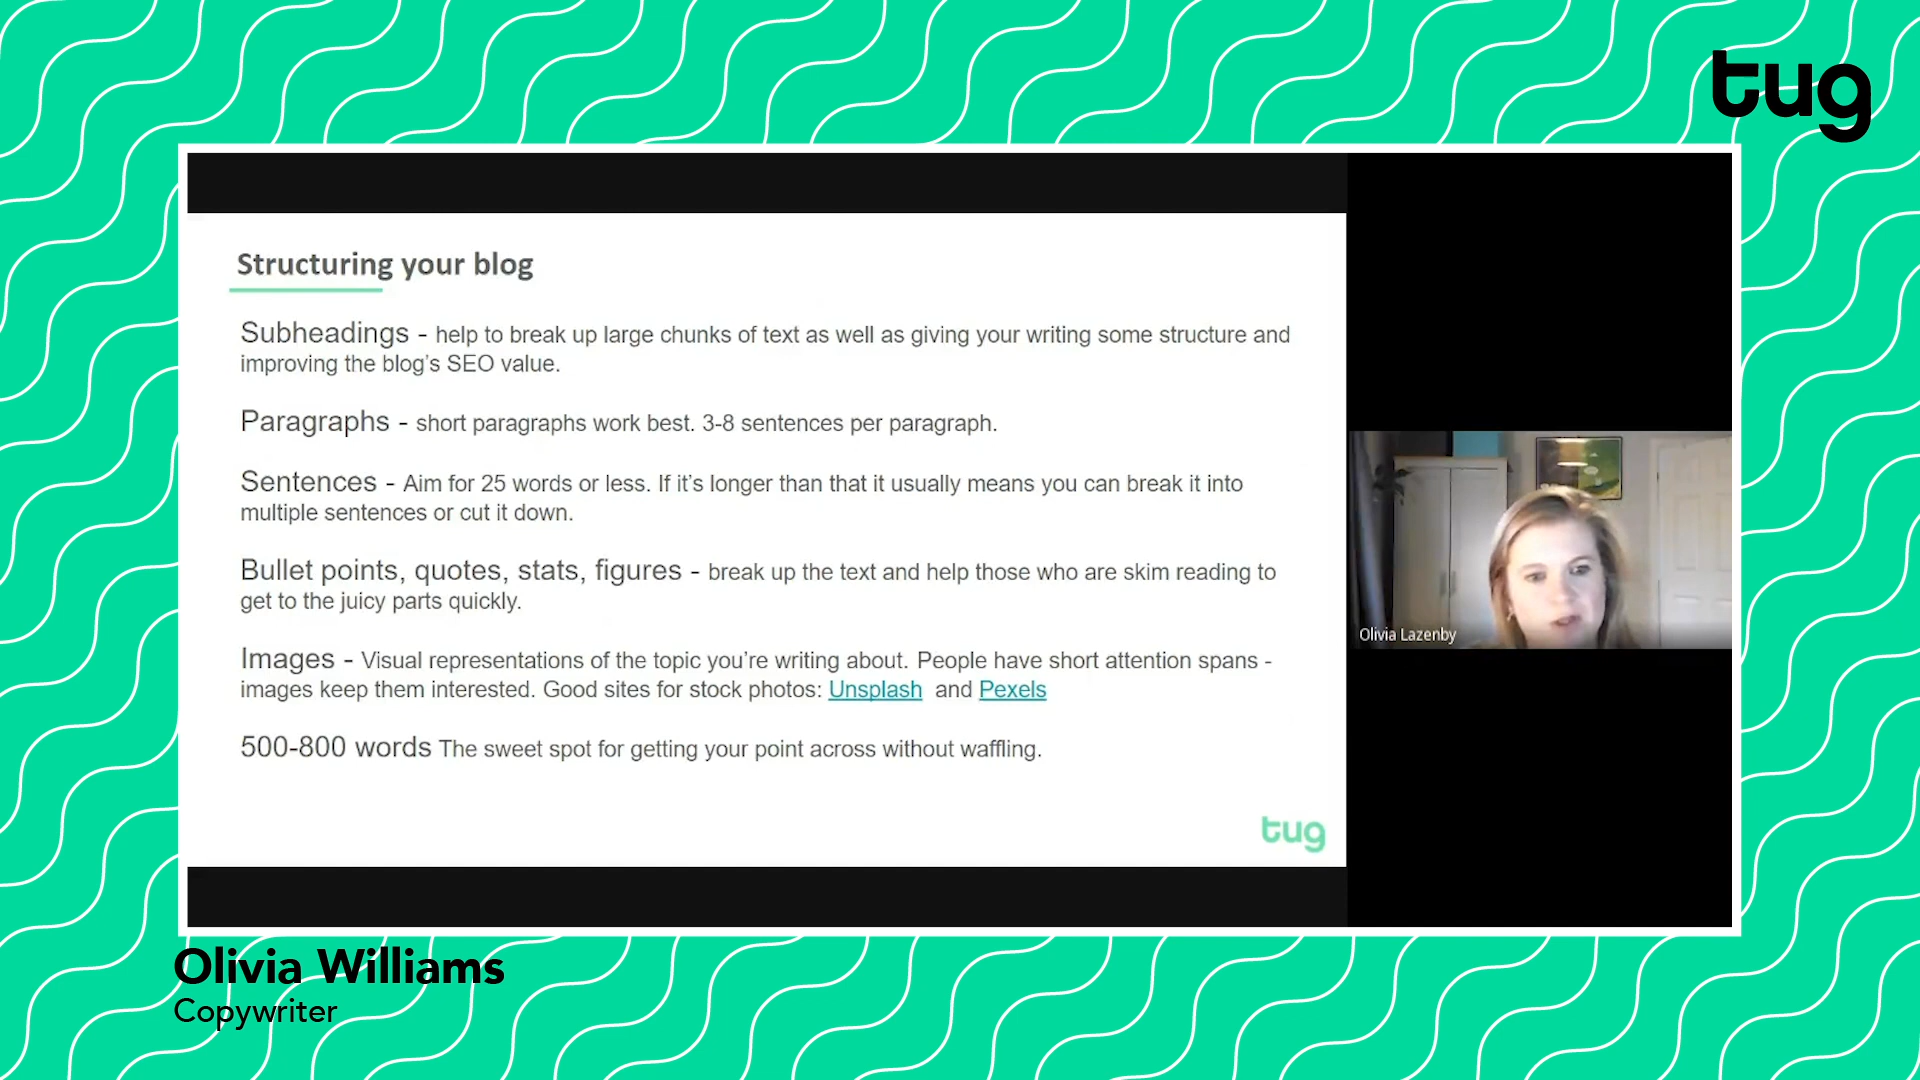 tug
Structuring your blog
Subheadings - help to break up large chunks of text as well as giving your writing some structure and
improving the blog's SEO value.
Paragraphs - short paragraphs work best. 3-8 sentences per paragraph.
Sentences - Aim for 25 words or less. If it's longer than that it usually means you can break it into
multiple sentences or cut it down.
Bullet points, quotes, stats, figures - break up the text and help those who are skim reading to
get to the juicy parts quickly.
Images - Visual representations of the topic you're writing about. People have short attention spans -
images keep them interested. Good sites for stock photos: Unsplash and Pexels
500-800 words The sweet spot for getting your point across without waffling.
tug
Olivia Lazenby
Olivia Williams
Copywriter